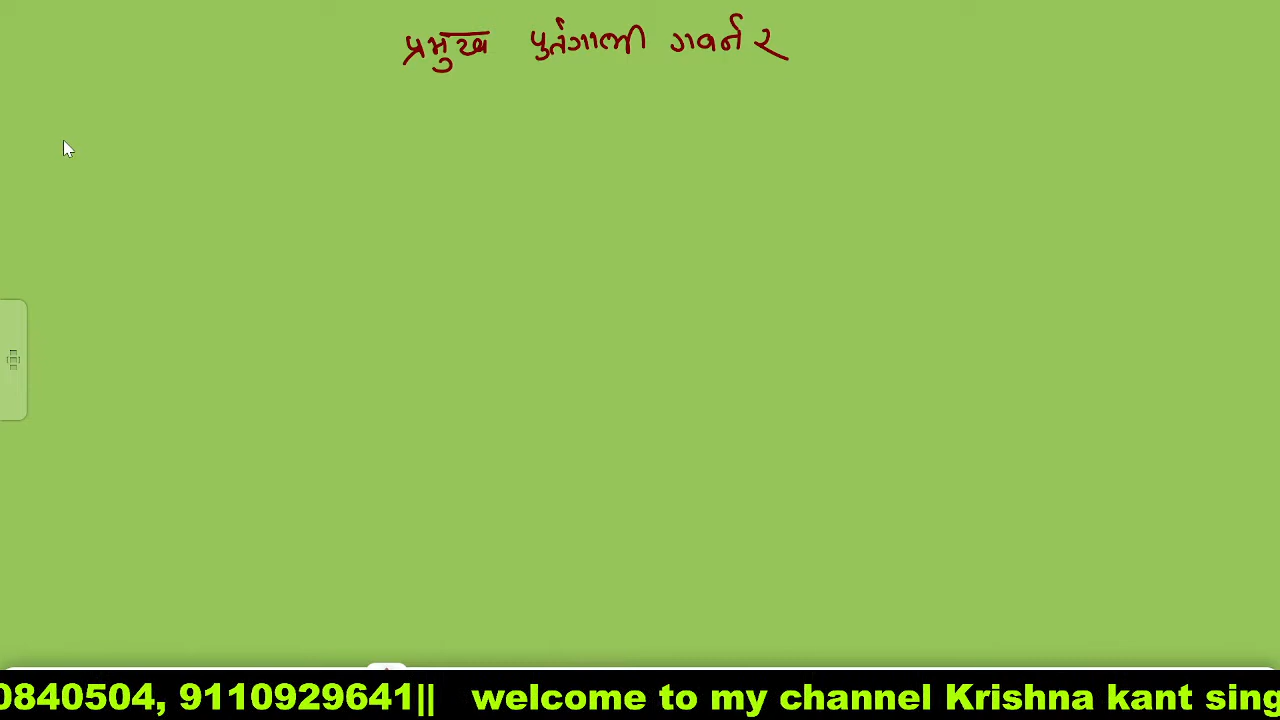 प्रमुख पुर्तगाली गवर्नर
0840504, 9110929641|| welcome to my channel Krishna kant sing